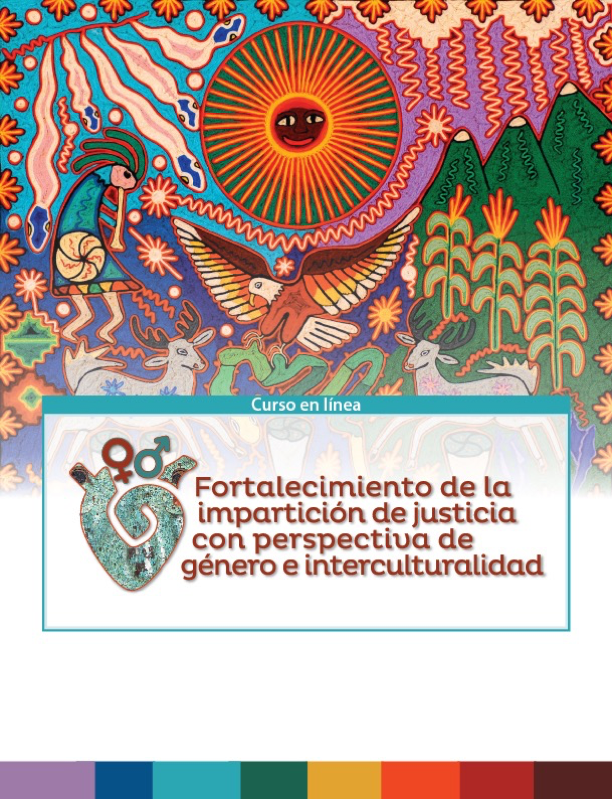 Curso en línea
Fortalecimiento de la
impartición de justicia
con perspectiva de
género e interculturalidad